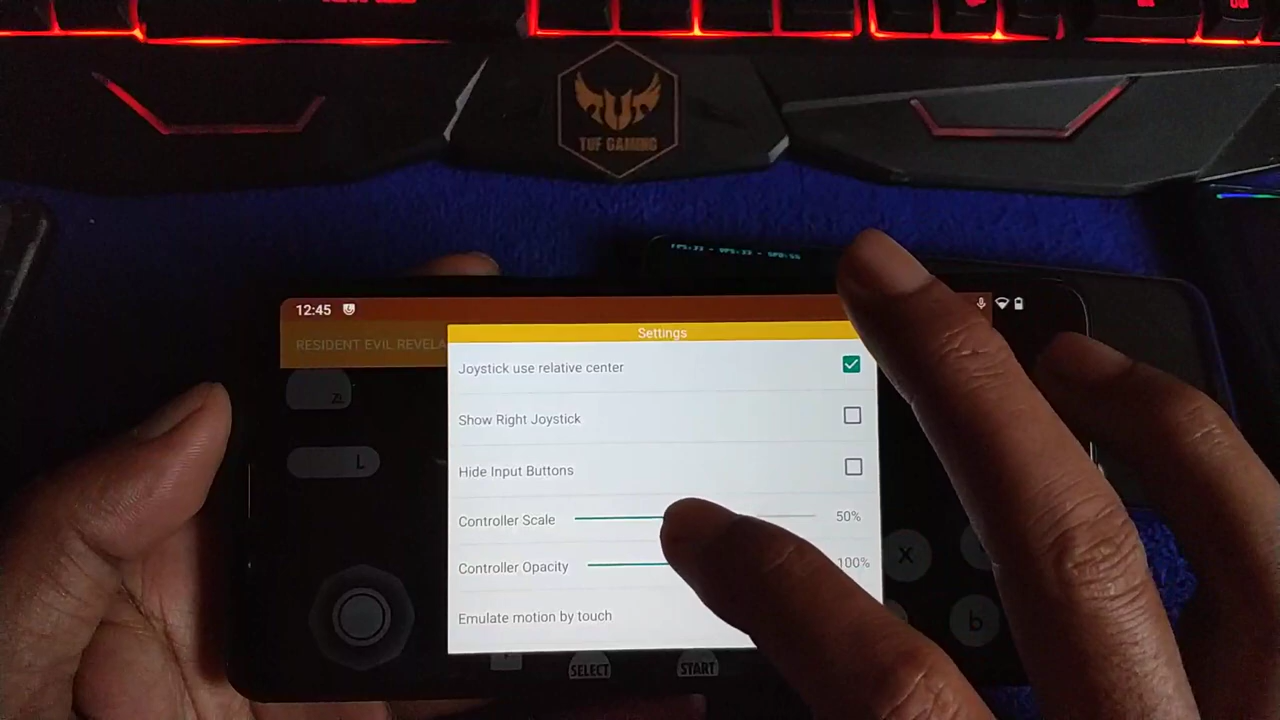 TUF GAMING
12:45
RESIDENT EVIL REVELA
Settings
Joystick use relative center
Show Right Joystick
Hide Input Buttons
Controller Scale 50%
Controller Opacity 100%
Emulate motion by touch
ZL
L
X
b
SELECT
START